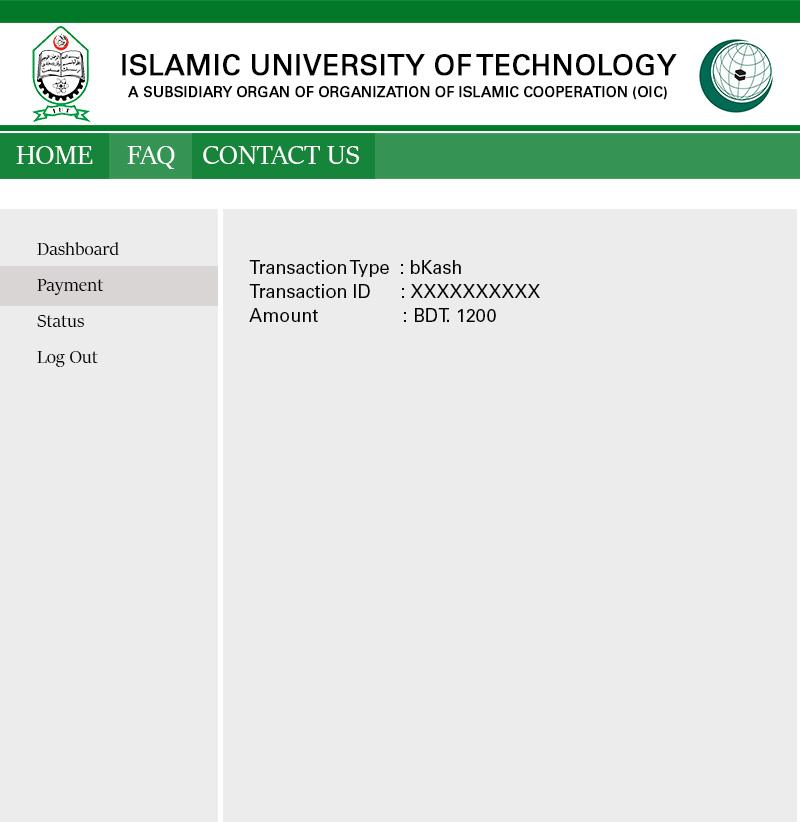 ISLAMIC UNIVERSITY OF TECHNOLOGY
A SUBSIDIARY ORGAN OF ORGANIZATION OF ISLAMIC COOPERATION (OIC)
I U T
HOME FAQ CONTACT US
Dashboard
Payment
Status
Log Out
Transaction Type : bKash
Transaction ID : XXXXXXXXXX
Amount : BDT. 1200